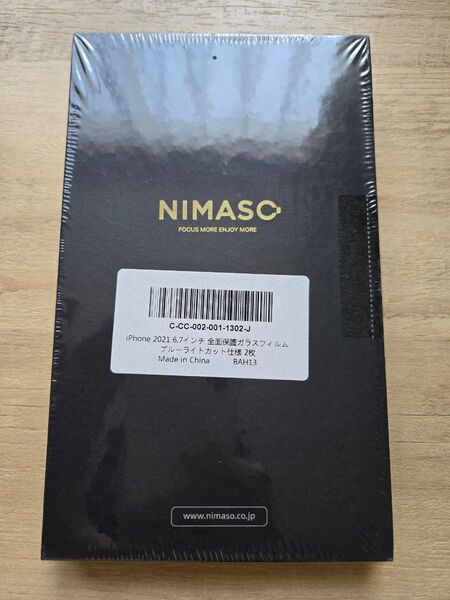 NIMASO
FOCUS MORE ENJOY MORE
C-CC-002-001-1302-J
iPhone 2021 6.7インチ 全面保護ガラスフィルム
ブルーライトカット仕様 2枚
Made in China BAH13
www.nimaso.co.jp